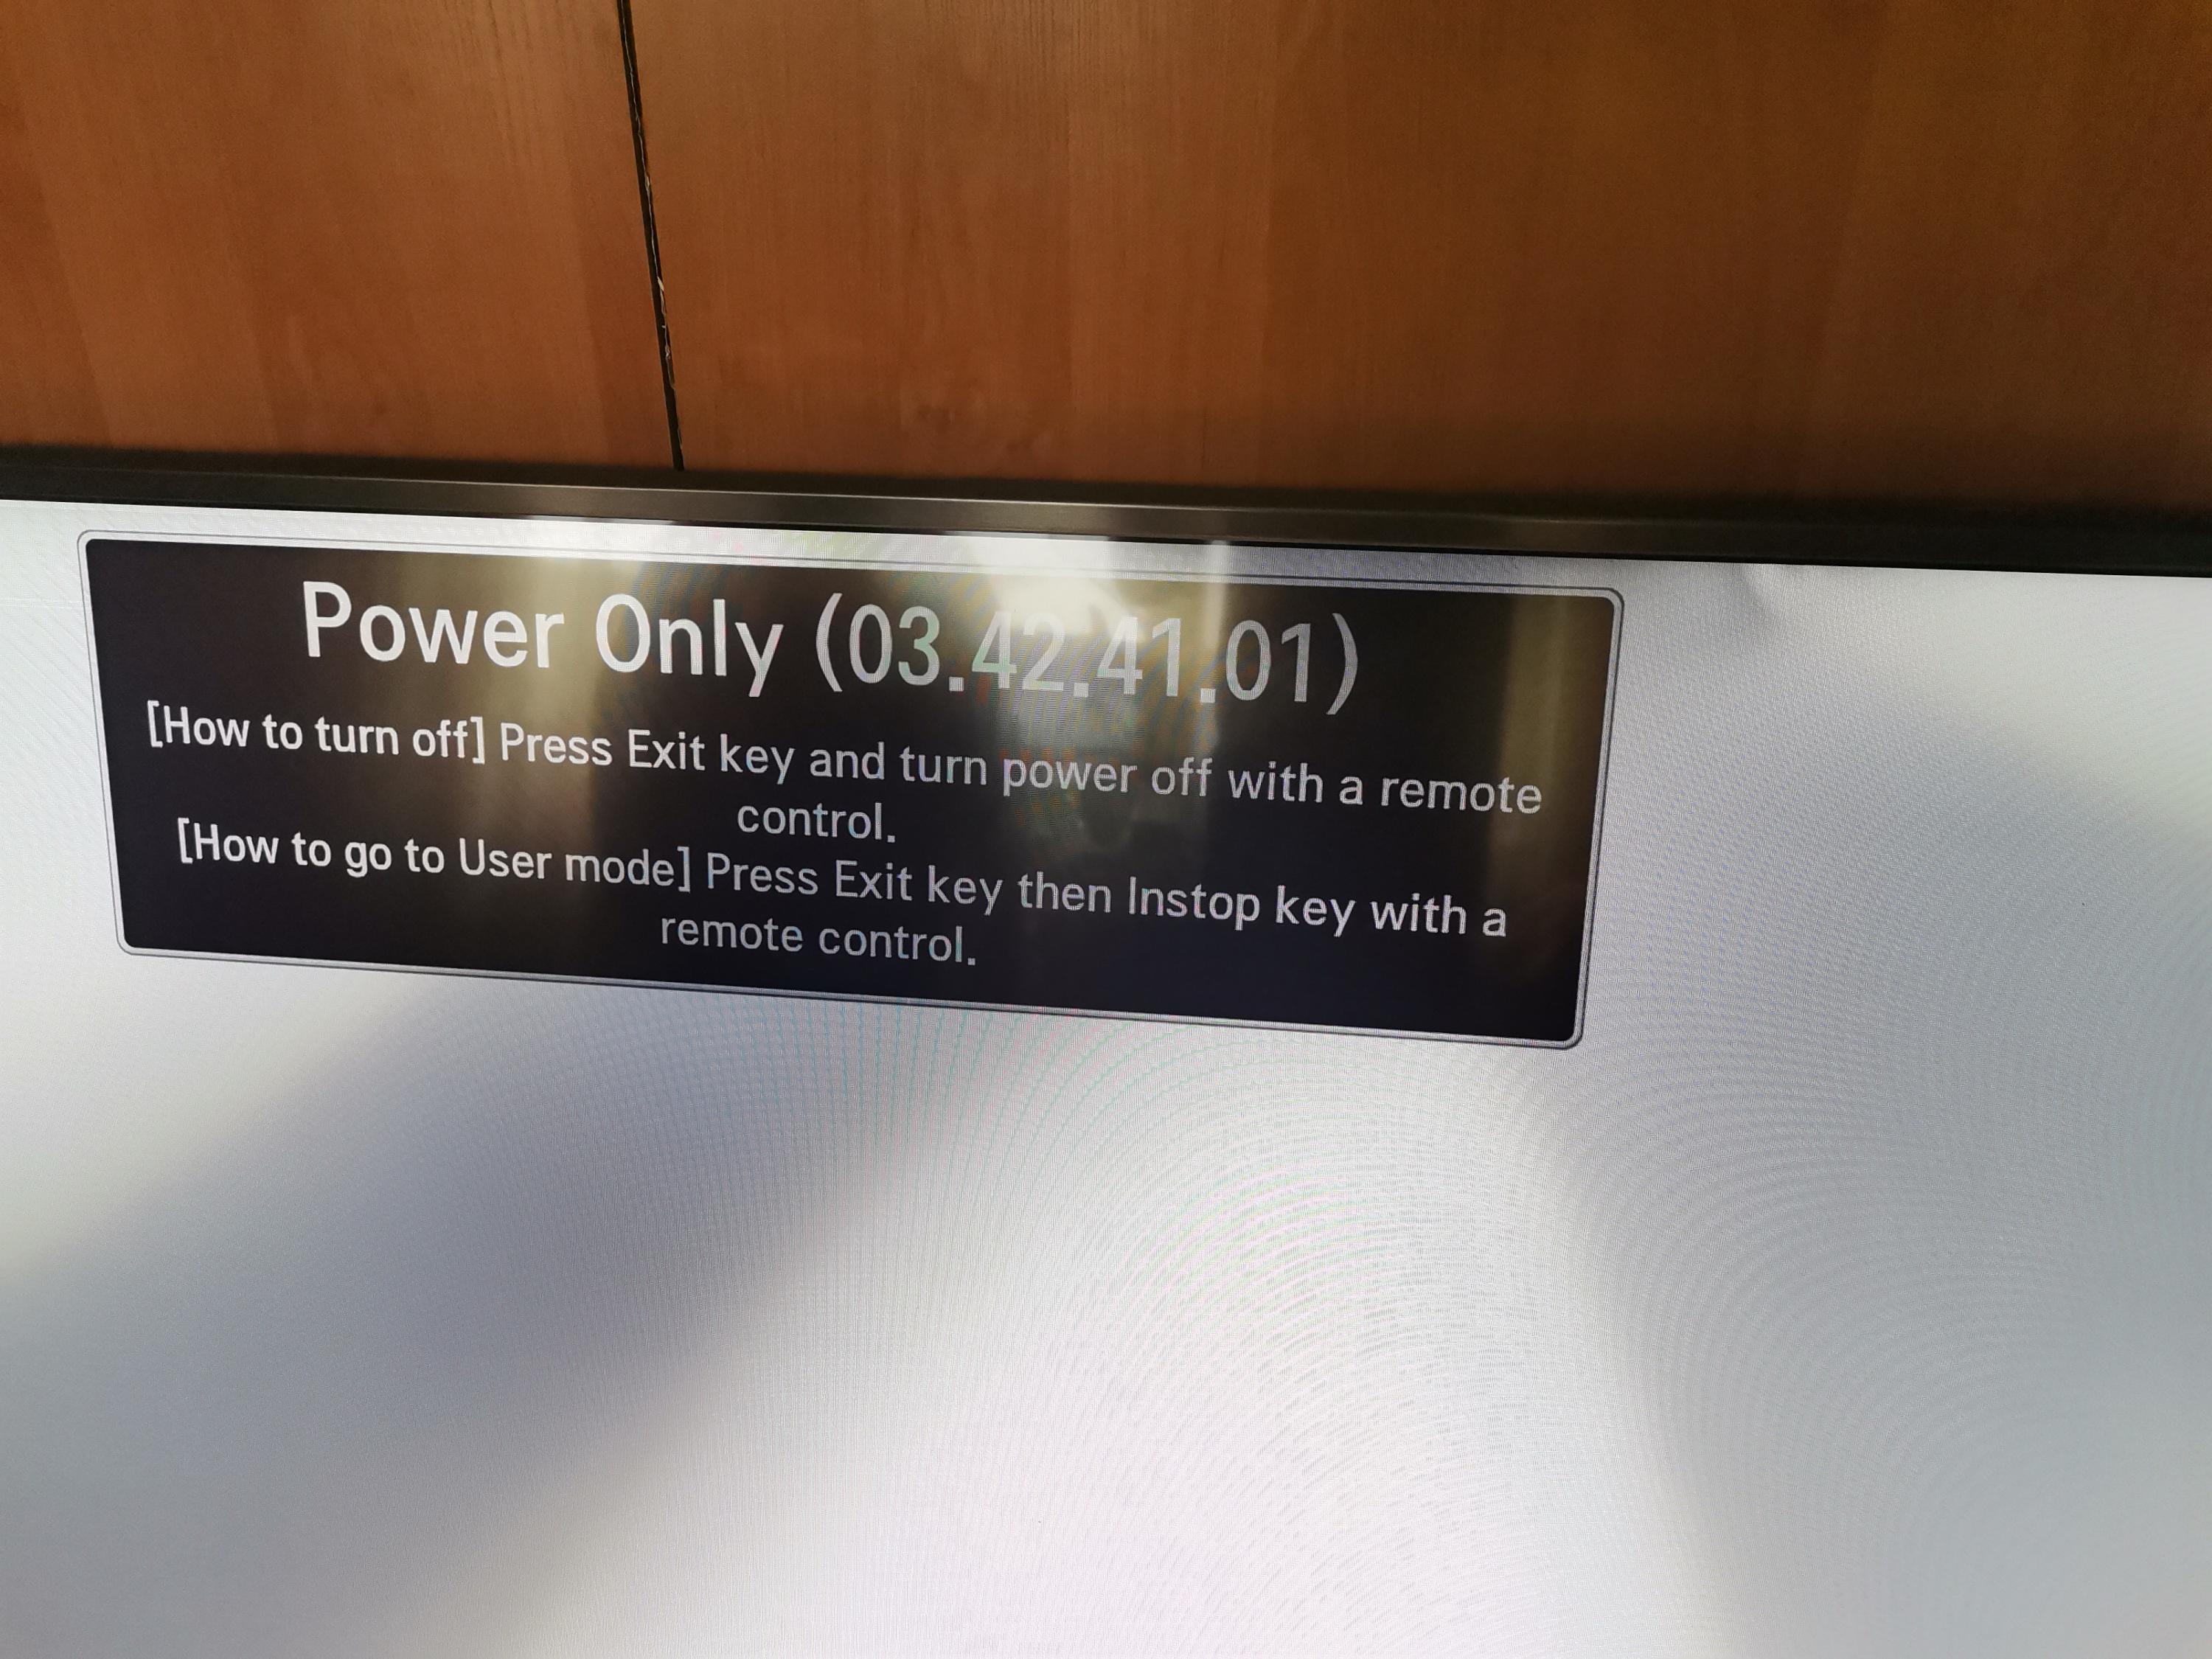 Power Only (03.42.41.01)
[How to turn off] Press Exit key and turn power off with a remote
control.
[How to go to User mode] Press Exit key then Instop key with a
remote control.